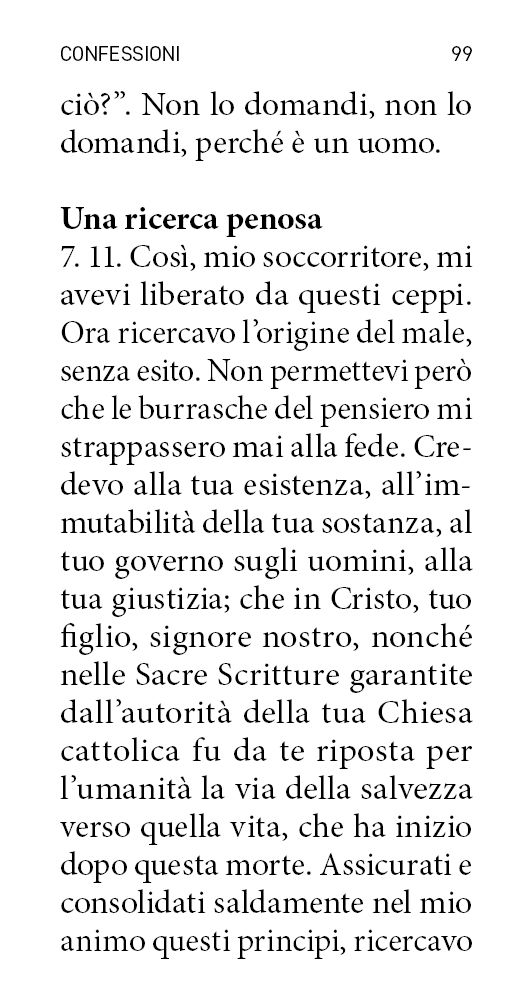 CONFESSIONI 99
ciò?”. Non lo domandi, non lo
domandi, perché è un uomo.
Una ricerca penosa
7. 11. Così, mio soccorritore, mi
avevi liberato da questi ceppi.
Ora ricercavo l’origine del male,
senza esito. Non permettevi però
che le burrasche del pensiero mi
strappassero mai alla fede. Cre-
devo alla tua esistenza, all’im-
mutabilità della tua sostanza, al
tuo governo sugli uomini, alla
tua giustizia; che in Cristo, tuo
figlio, signore nostro, nonché
nelle Sacre Scritture garantite
dall’autorità della tua Chiesa
cattolica fu da te riposta per
l’umanità la via della salvezza
verso quella vita, che ha inizio
dopo questa morte. Assicurati e
consolidati saldamente nel mio
animo questi principi, ricercavo